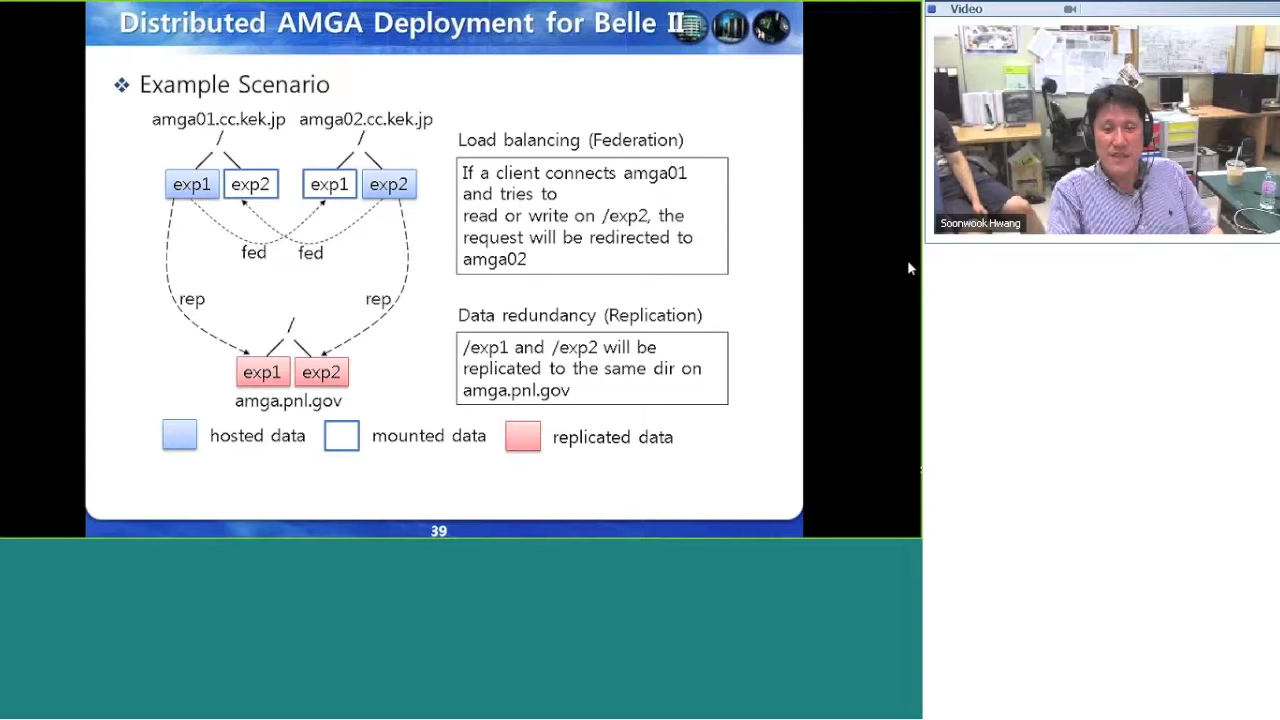 Distributed AMGA Deployment for Belle II
❖ Example Scenario
amga01.cc.kek.jp amga02.cc.kek.jp
/ /
exp1 exp2 exp1 exp2
fed fed
rep rep
/
exp1 exp2
amga.pnl.gov
hosted data mounted data replicated data
Load balancing (Federation)
If a client connects amga01
and tries to
read or write on /exp2, the
request will be redirected to
amga02
Data redundancy (Replication)
/exp1 and /exp2 will be
replicated to the same dir on
amga.pnl.gov
39
Video
Soonwook Hwang